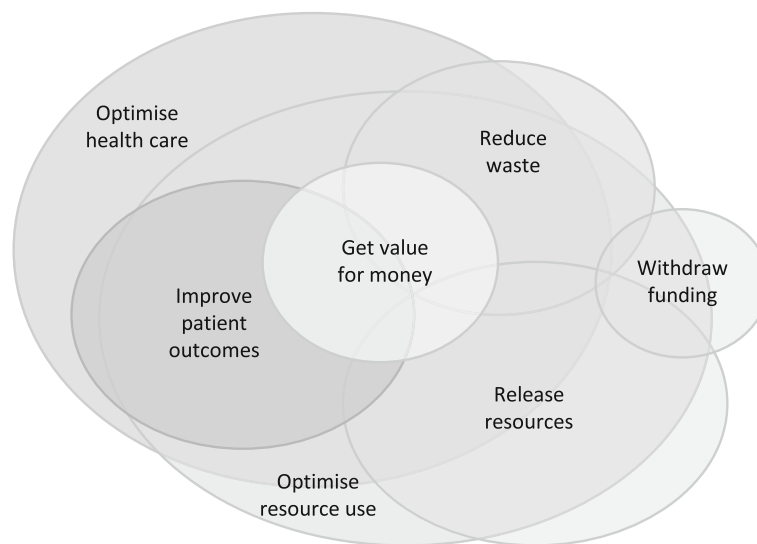 Optimise
health care
Reduce
waste
Get value
for money
Withdraw
funding
Improve
patient
outcomes
Release
resources
Optimise
resource use